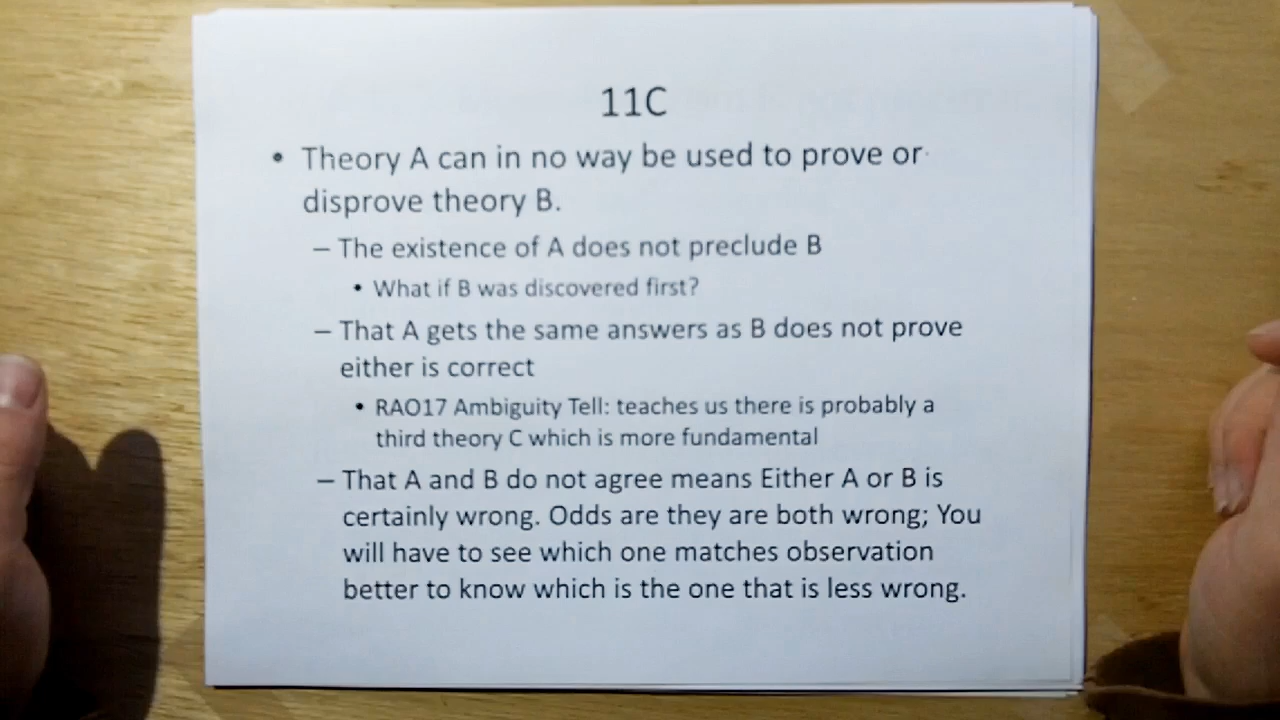 11C
• Theory A can in no way be used to prove or
disprove theory B.
– The existence of A does not preclude B
• What if B was discovered first?
– That A gets the same answers as B does not prove
either is correct
• RAO17 Ambiguity Tell: teaches us there is probably a
third theory C which is more fundamental
– That A and B do not agree means Either A or B is
certainly wrong. Odds are they are both wrong; You
will have to see which one matches observation
better to know which is the one that is less wrong.